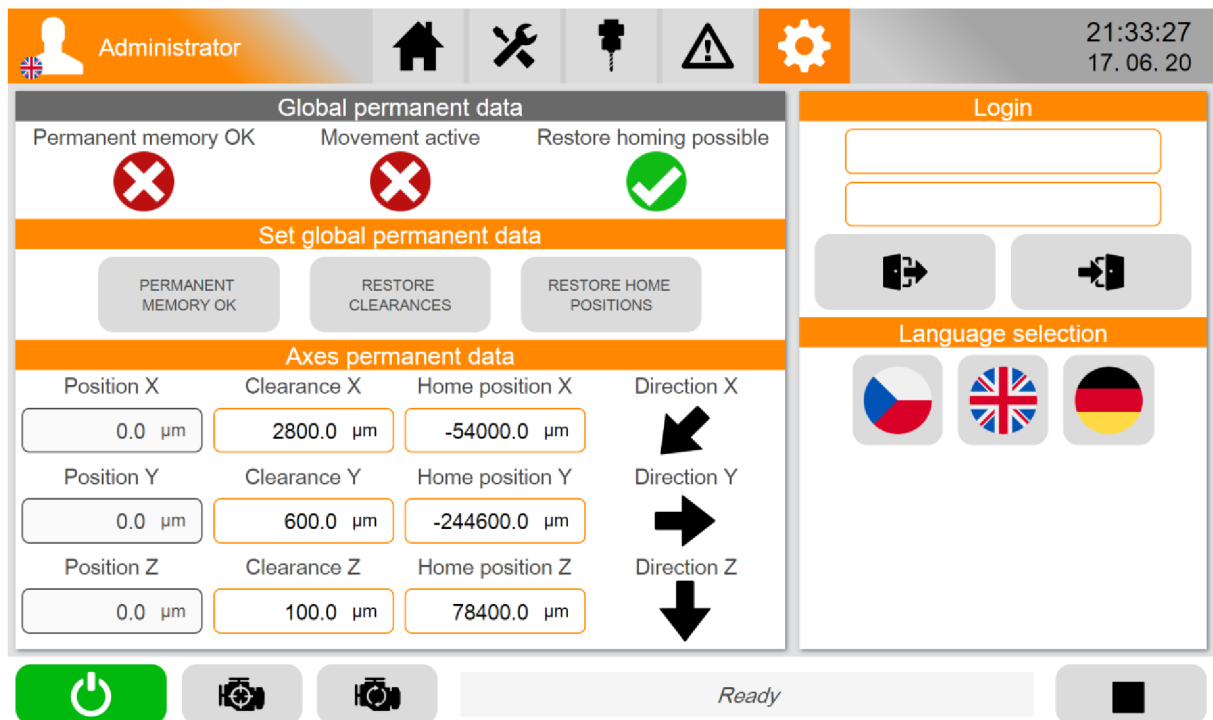 Administrator
21:33:27
17. 06. 20
Global permanent data
Permanent memory OK Movement active Restore homing possible
Set global permanent data
PERMANENT
MEMORY OK
RESTORE
CLEARANCES
RESTORE HOME
POSITIONS
Axes permanent data
Position X Clearance X Home position X Direction X
0.0 µm 2800.0 µm -54000.0 µm
Position Y Clearance Y Home position Y Direction Y
0.0 µm 600.0 µm -244600.0 µm
Position Z Clearance Z Home position Z Direction Z
0.0 µm 100.0 µm 78400.0 µm
Login
Language selection
Ready